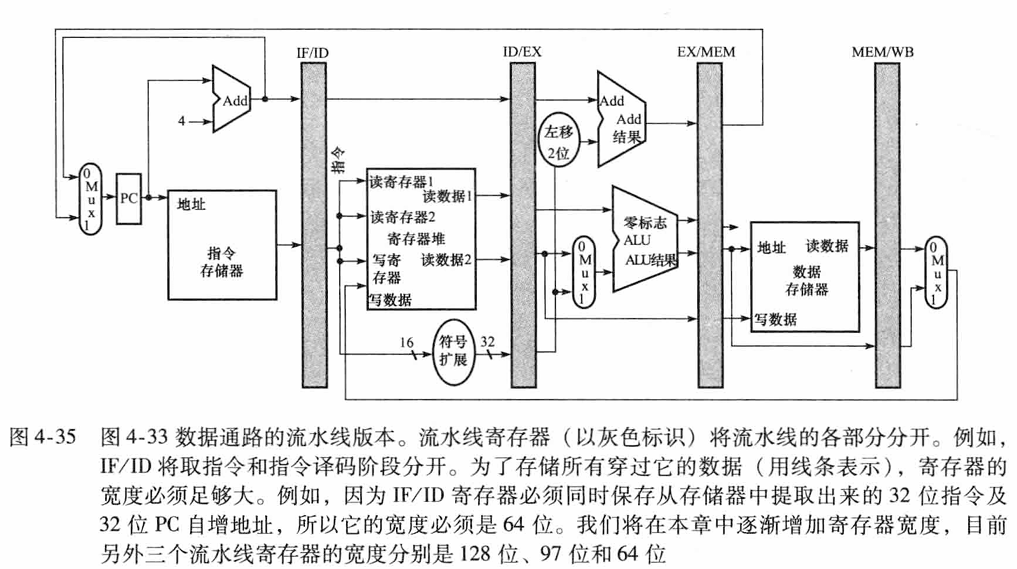 IF/ID
ID/EX
EX/MEM
MEM/WB
Add
4
Add
Add
结果
左移
2位
指令
0
M
u
x
1
PC
地址
指令
存储器
读寄存器1
读数据1
读寄存器2
寄存器堆
写寄
存器
读数据2
写数据
零标志
ALU
ALU结果
0
M
u
x
1
地址
读数据
数据
存储器
写数据
0
M
u
x
1
16
符号
扩展
32
图 4-35 图 4-33 数据通路的流水线版本。流水线寄存器（以灰色标识）将流水线的各部分分开。例如，
IF/ID 将取指令和指令译码阶段分开。为了存储所有穿过它的数据（用线条表示），寄存器的
宽度必须足够大。例如，因为 IF/ID 寄存器必须同时保存从存储器中提取出来的 32 位指令及
32 位 PC 自增地址，所以它的宽度必须是 64 位。我们将在本章中逐渐增加寄存器宽度，目前
另外三个流水线寄存器的宽度分别是 128 位、97 位和 64 位